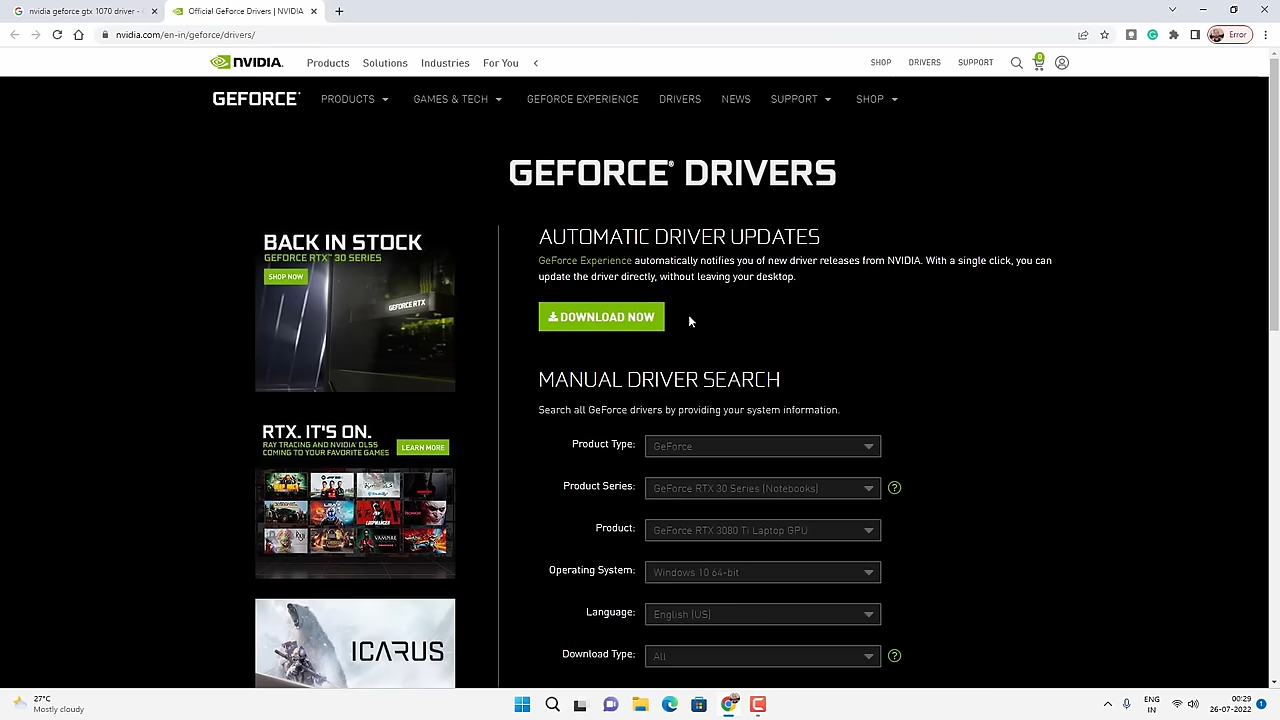 nvidia geforce gtx 1070 driver -
Official GeForce Drivers | NVIDIA
nvidia.com/en-in/geforce/drivers/
Error
NVIDIA.
Products
Solutions
Industries
For You
SHOP
DRIVERS
SUPPORT
0
GEFORCE®
PRODUCTS
GAMES & TECH
GEFORCE EXPERIENCE
DRIVERS
NEWS
SUPPORT
SHOP
GEFORCE® DRIVERS
BACK IN STOCK
GEFORCE RTX™ 30 SERIES
SHOP NOW
GEFORCE RTX
AUTOMATIC DRIVER UPDATES
GeForce Experience automatically notifies you of new driver releases from NVIDIA. With a single click, you can
update the driver directly, without leaving your desktop.
DOWNLOAD NOW
MANUAL DRIVER SEARCH
Search all GeForce drivers by providing your system information.
Product Type: GeForce
Product Series: GeForce RTX 30 Series (Notebooks) ?
Product: GeForce RTX 3080 Ti Laptop GPU
Operating System: Windows 10 64-bit
Language: English (US)
Download Type: All ?
RTX. IT'S ON.
RAY TRACING AND NVIDIA DLSS
COMING TO YOUR FAVORITE GAMES
LEARN MORE
ICARUS
27°C
Mostly cloudy
ENG
IN
00:29
26-07-2022
1